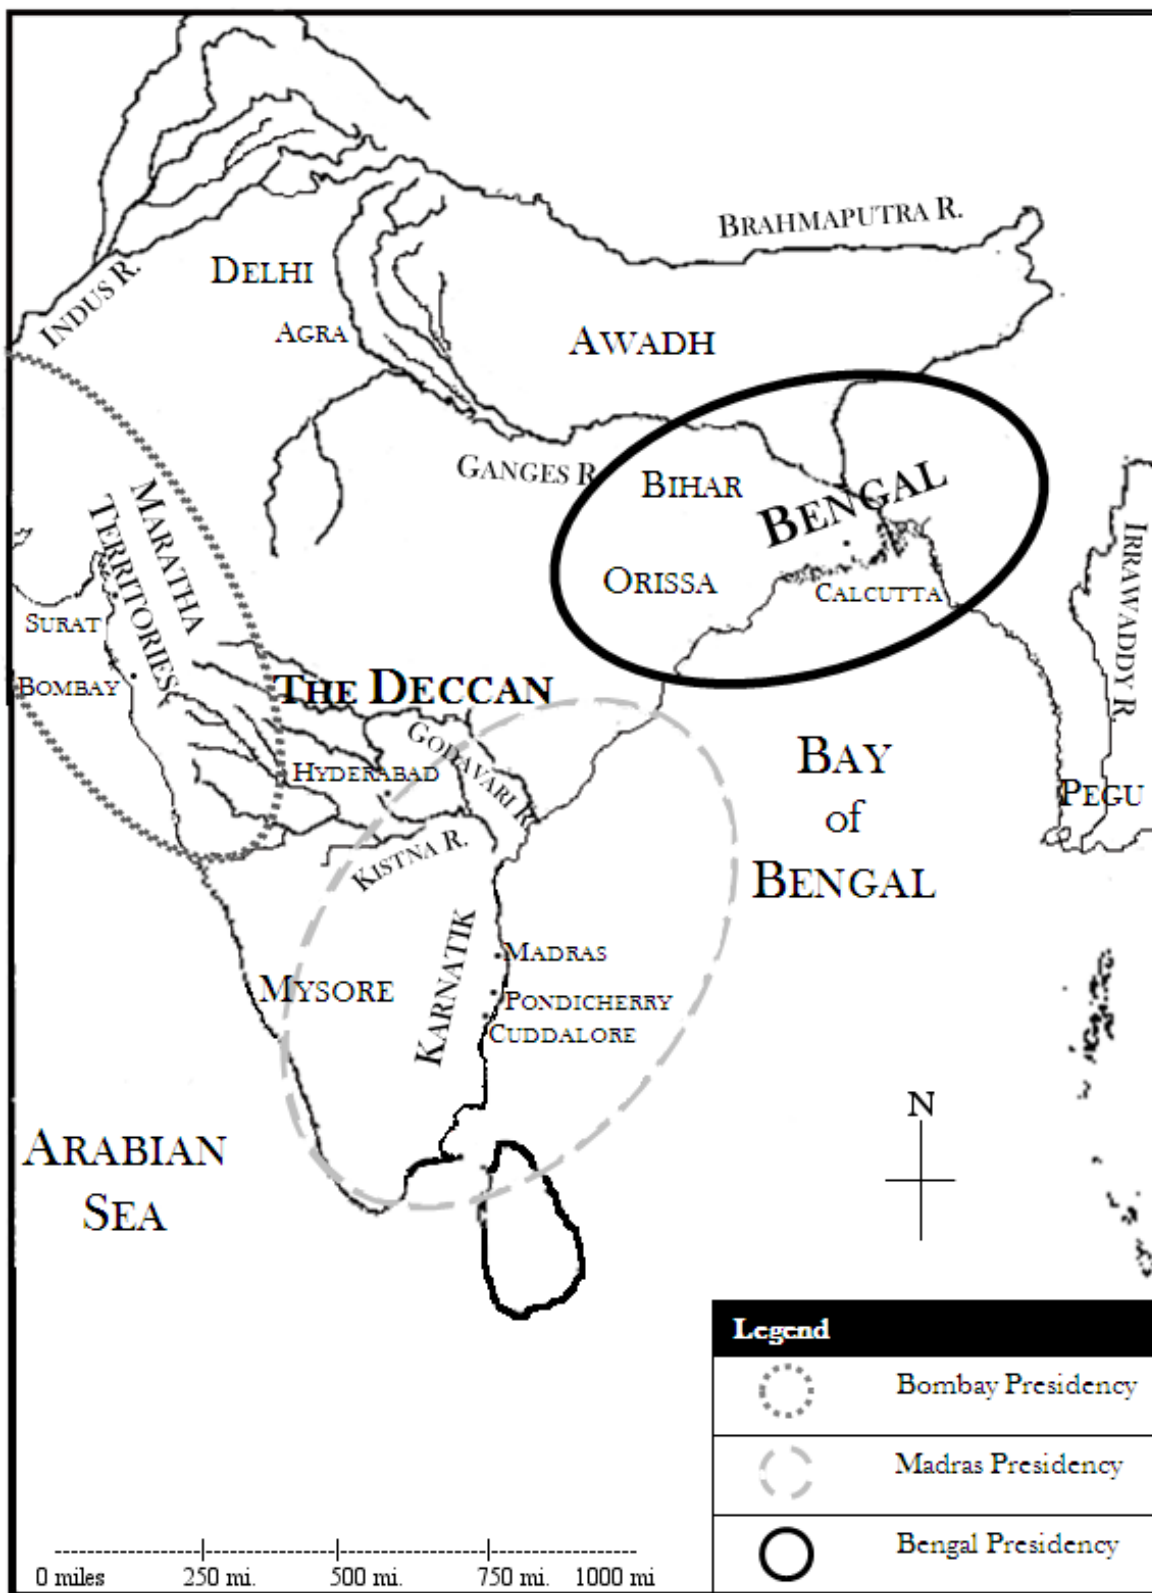 BRAHMAPUTRA R.
DELHI
INDUS R.
AGRA
AWADH
GANGES R.
BIHAR
BENGAL
MARATHA
TERRITORIES
ORISSA
CALCUTTA
IRRAWADDY R.
SURAT
BOMBAY
THE DECCAN
GODAVARI R.
HYDERABAD
BAY
of
BENGAL
PEGU
KISTNA R.
KARNATIK
MADRAS
MYSORE
PONDICHERRY
CUDDALORE
N
ARABIAN
SEA
Legend
Bombay Presidency
Madras Presidency
Bengal Presidency
0 miles 250 mi. 500 mi. 750 mi. 1000 mi